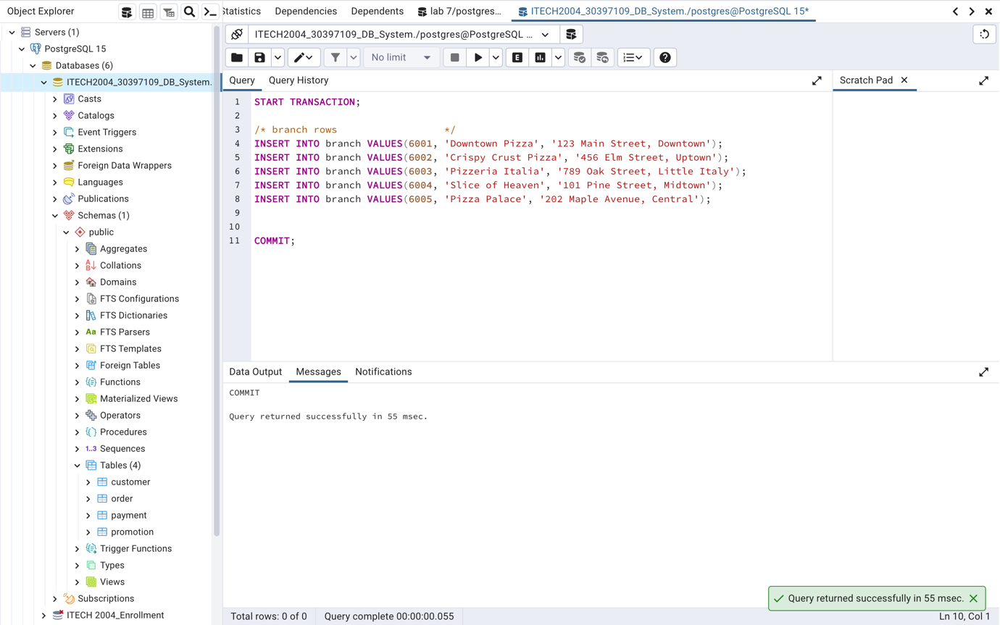 Object Explorer
Statistics
Dependencies
Dependents
lab 7/postgres...
ITECH2004_30397109_DB_System./postgres@PostgreSQL 15*
Servers (1)
PostgreSQL 15
Databases (6)
ITECH2004_30397109_DB_System.
Casts
Catalogs
Event Triggers
Extensions
Foreign Data Wrappers
Languages
Publications
Schemas (1)
public
Aggregates
Collations
Domains
FTS Configurations
FTS Dictionaries
Aa FTS Parsers
FTS Templates
Foreign Tables
Functions
Materialized Views
Operators
Procedures
1..3 Sequences
Tables (4)
customer
order
payment
promotion
Trigger Functions
Types
Views
Subscriptions
ITECH 2004_Enrollment
ITECH2004_30397109_DB_System./postgres@PostgreSQL ...
No limit
E
Query
Query History
Scratch Pad
1 START TRANSACTION;
2
3 /* branch rows */
4 INSERT INTO branch VALUES(6001, 'Downtown Pizza', '123 Main Street, Downtown');
5 INSERT INTO branch VALUES(6002, 'Crispy Crust Pizza', '456 Elm Street, Uptown');
6 INSERT INTO branch VALUES(6003, 'Pizzeria Italia', '789 Oak Street, Little Italy');
7 INSERT INTO branch VALUES(6004, 'Slice of Heaven', '101 Pine Street, Midtown');
8 INSERT INTO branch VALUES(6005, 'Pizza Palace', '202 Maple Avenue, Central');
9
10
11 COMMIT;
Data Output
Messages
Notifications
COMMIT
Query returned successfully in 55 msec.
Query returned successfully in 55 msec.
Total rows: 0 of 0
Query complete 00:00:00.055
Ln 10, Col 1